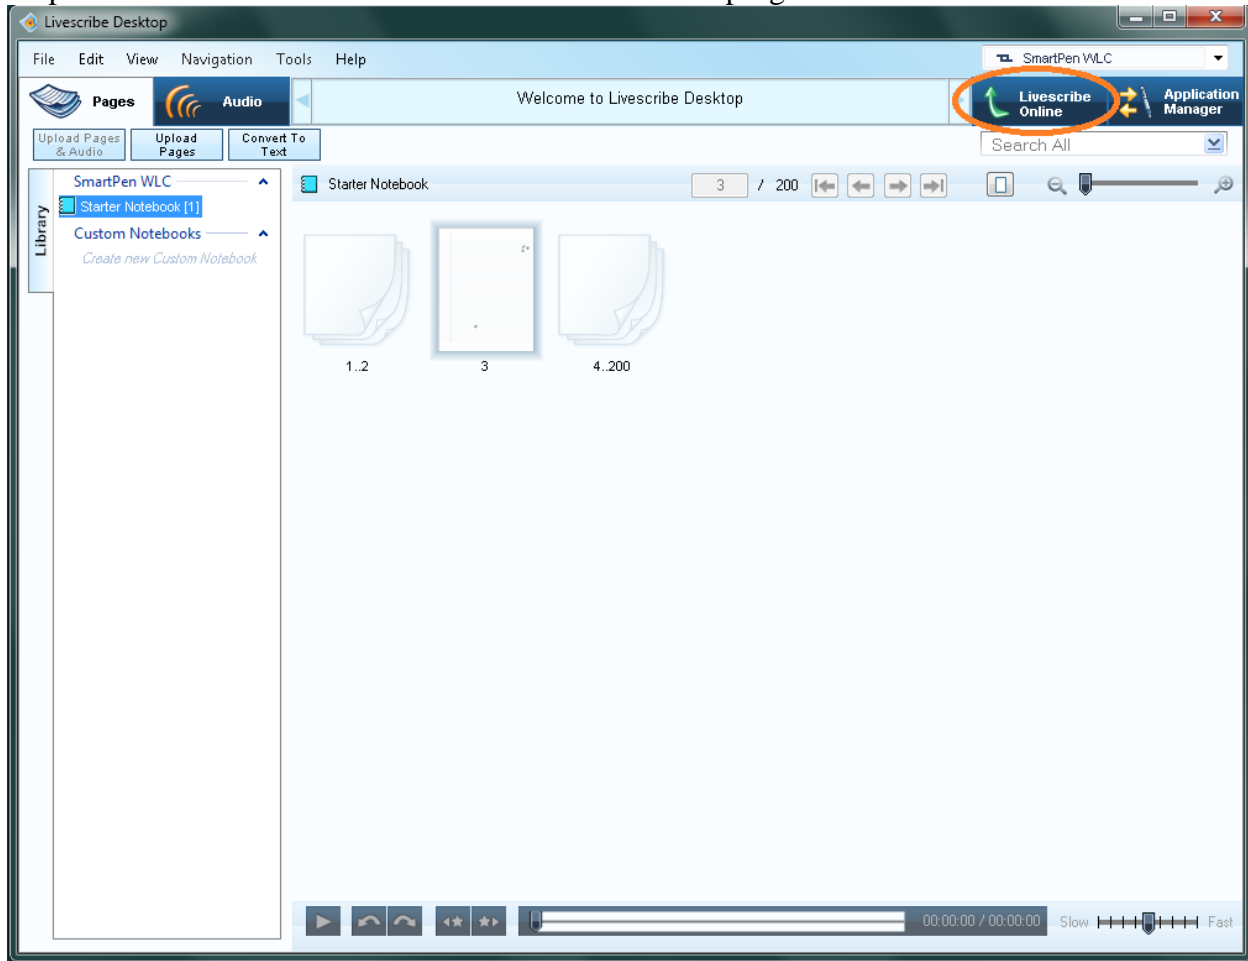 Livescribe Desktop
File Edit View Navigation Tools Help
SmartPen WLC
Pages
Audio
Welcome to Livescribe Desktop
Livescribe
Online
Application
Manager
Upload Pages
& Audio
Upload
Pages
Convert To
Text
Search All
Library
SmartPen WLC
Starter Notebook [1]
Custom Notebooks
Create new Custom Notebook
Starter Notebook
3 / 200
1..2
3
4..200
00:00:00 / 00:00:00
Slow
Fast